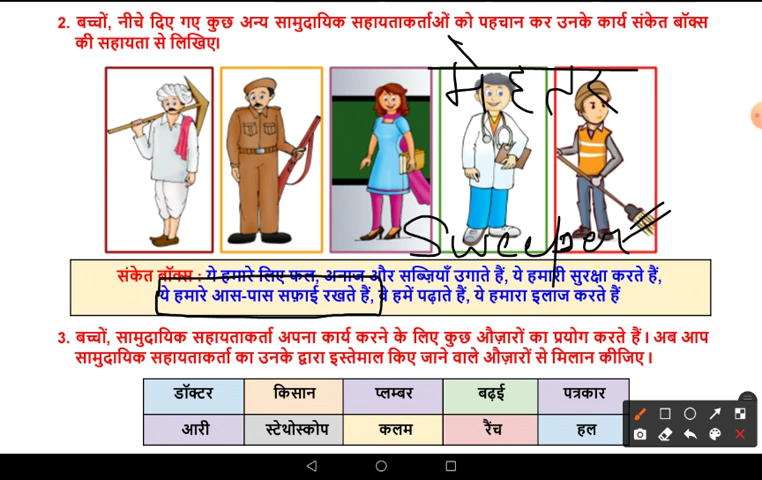 2. बच्चों, नीचे दिए गए कुछ अन्य सामुदायिक सहायताकर्ताओं को पहचान कर उनके कार्य संकेत बॉक्स
की सहायता से लिखिए।
मेहतर
Sweeper
संकेत बॉक्स : ये हमारे लिए फल, अनाज और सब्ज़ियाँ उगाते हैं, ये हमारी सुरक्षा करते हैं,
ये हमारे आस-पास सफ़ाई रखते हैं, ये हमें पढ़ाते हैं, ये हमारा इलाज करते हैं
3. बच्चों, सामुदायिक सहायताकर्ता अपना कार्य करने के लिए कुछ औज़ारों का प्रयोग करते हैं। अब आप
सामुदायिक सहायताकर्ता का उनके द्वारा इस्तेमाल किए जाने वाले औज़ारों से मिलान कीजिए।
डॉक्टर किसान प्लम्बर बढ़ई पत्रकार
आरी स्टेथोस्कोप कलम रैंच हल